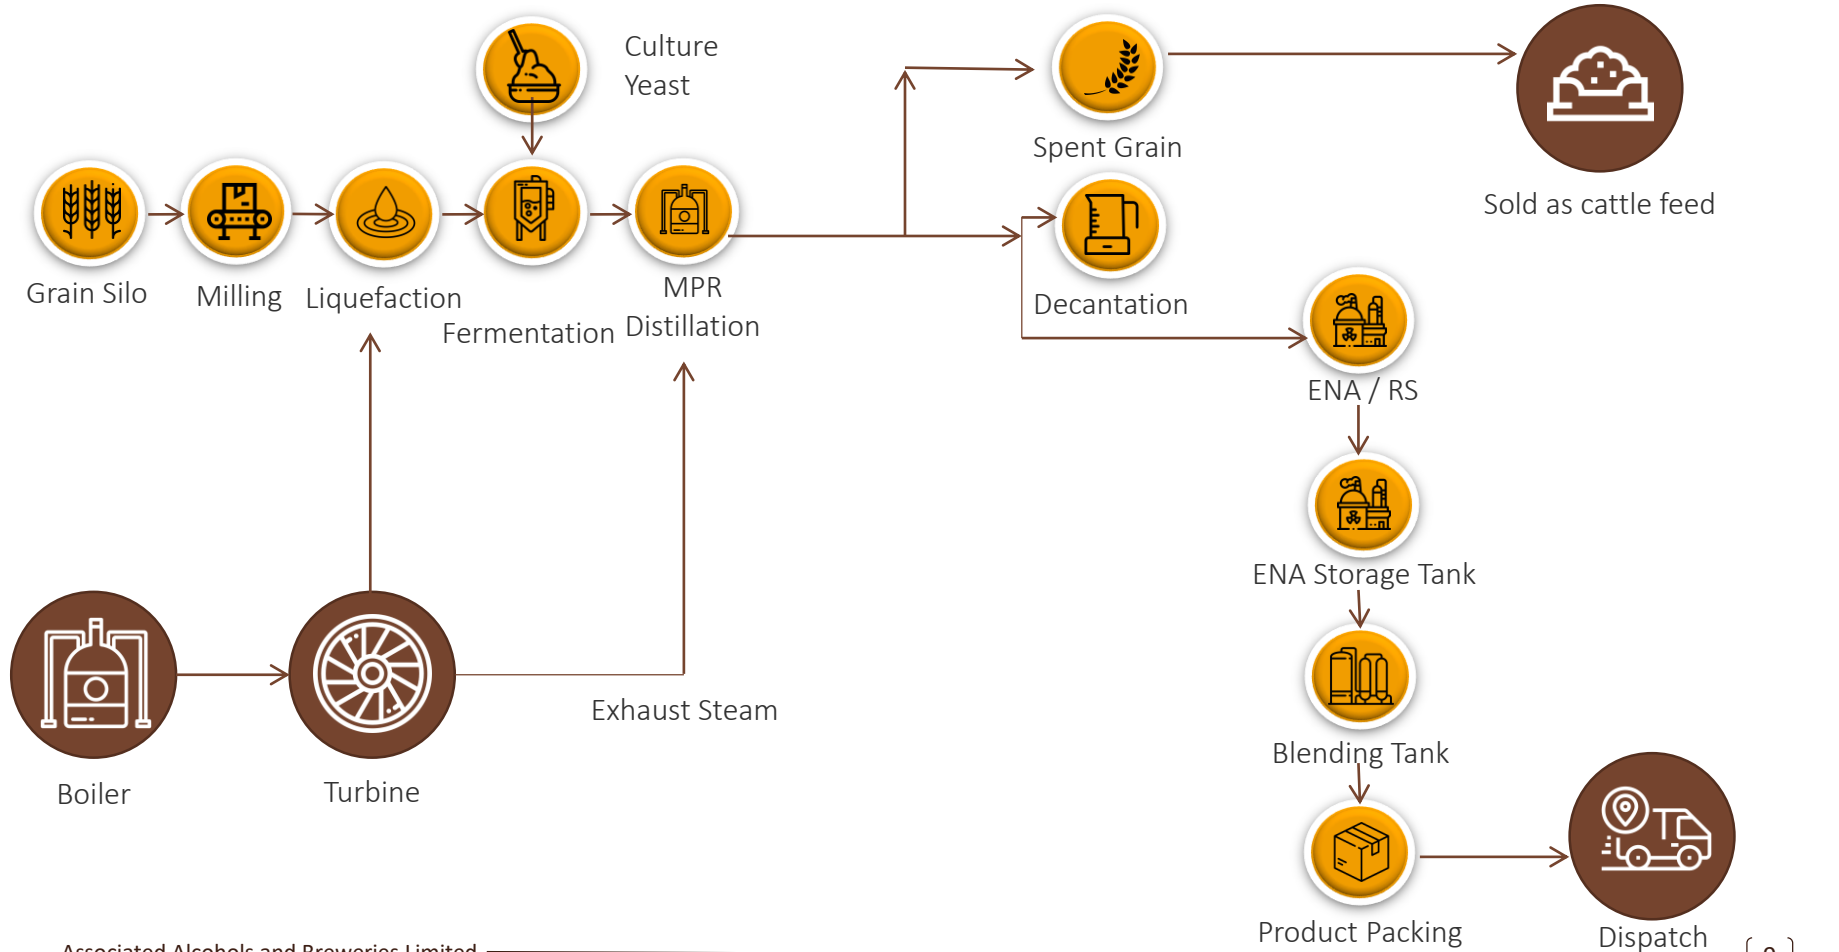 Culture
Yeast
Spent Grain
Sold as cattle feed
Grain Silo
Milling
Liquefaction
Fermentation
MPR
Distillation
Decantation
ENA / RS
ENA Storage Tank
Exhaust Steam
Boiler
Turbine
Blending Tank
Product Packing
Dispatch
Associated Alcohols and Breweries Limited